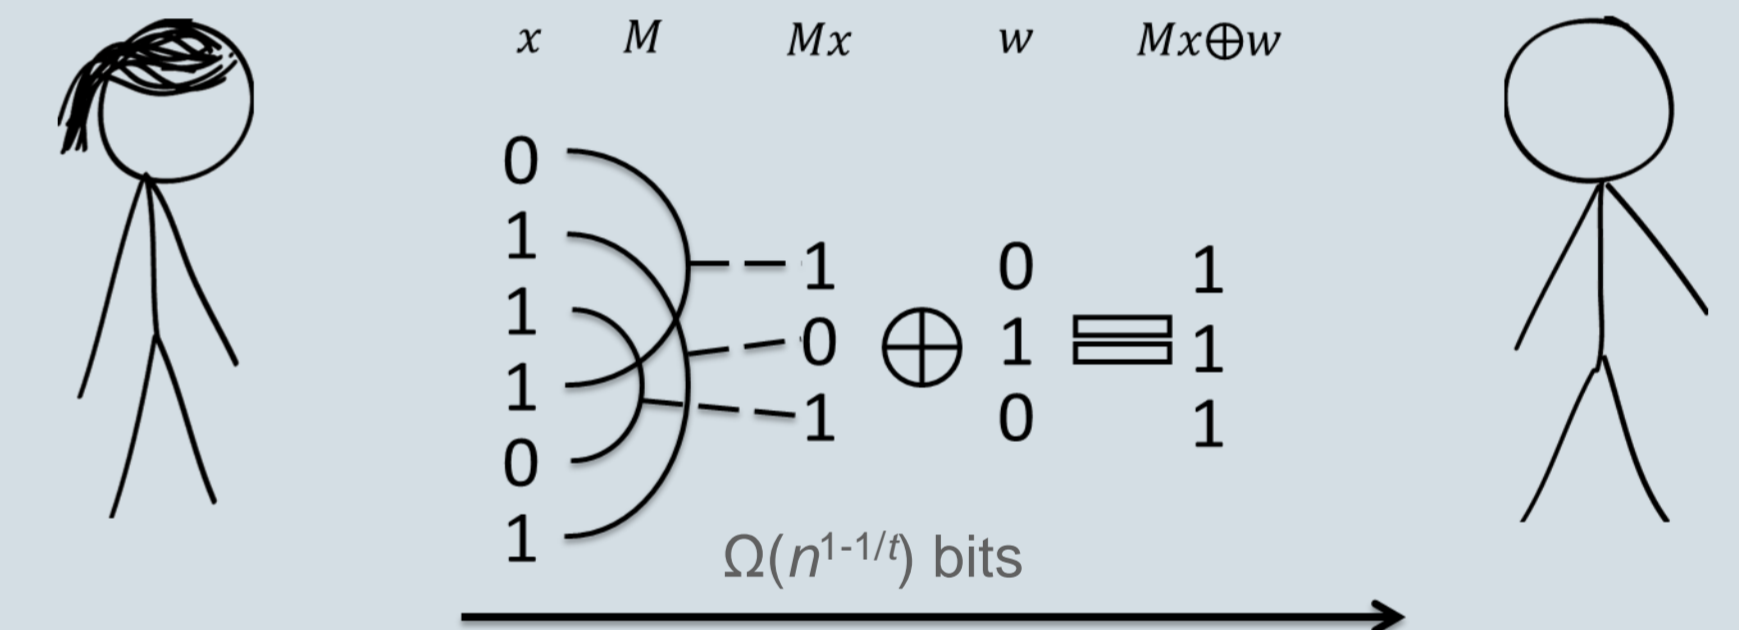 x M Mx w Mx⊕w
0
1
1 0 1
1 0 ⊕ 1 = 1
1 1 0 1
0
1
Ω(n^{1-1/t}) bits